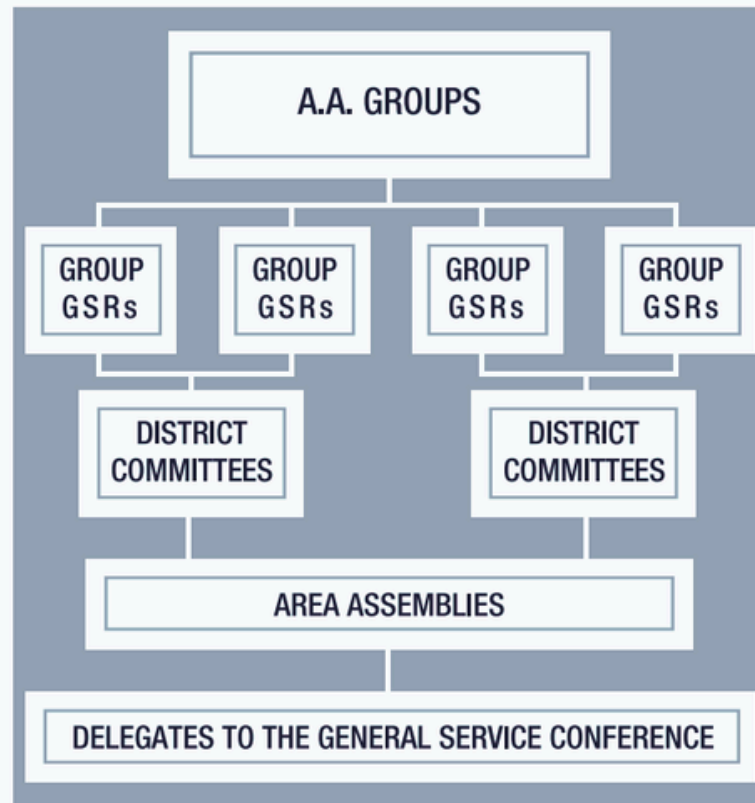 A.A. GROUPS
GROUP
GSRs
GROUP
GSRs
GROUP
GSRs
GROUP
GSRs
DISTRICT
COMMITTEES
DISTRICT
COMMITTEES
AREA ASSEMBLIES
DELEGATES TO THE GENERAL SERVICE CONFERENCE